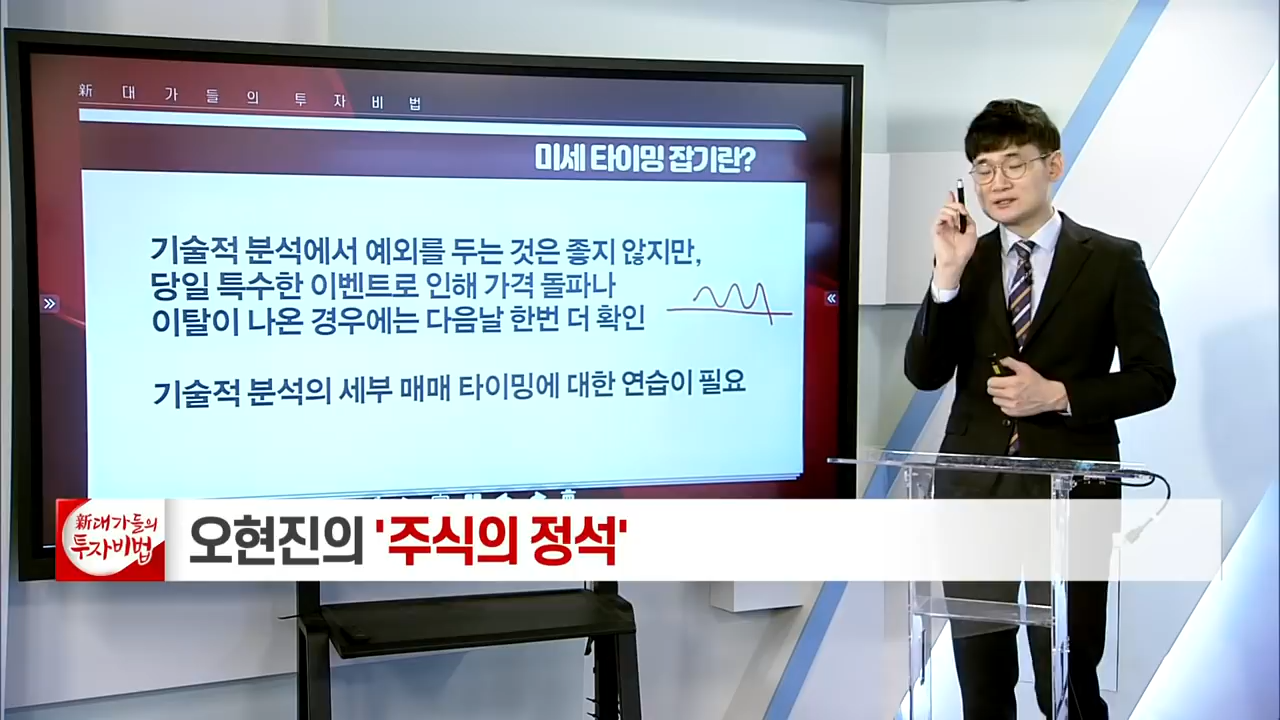 新 대 가 들 의 투 자 비 법
미세 타이밍 잡기란?
기술적 분석에서 예외를 두는 것은 좋지 않지만,
당일 특수한 이벤트로 인해 가격 돌파나
이탈이 나온 경우에는 다음날 한번 더 확인
기술적 분석의 세부 매매 타이밍에 대한 연습이 필요
新대가들의
투자비법
오현진의 '주식의 정석'